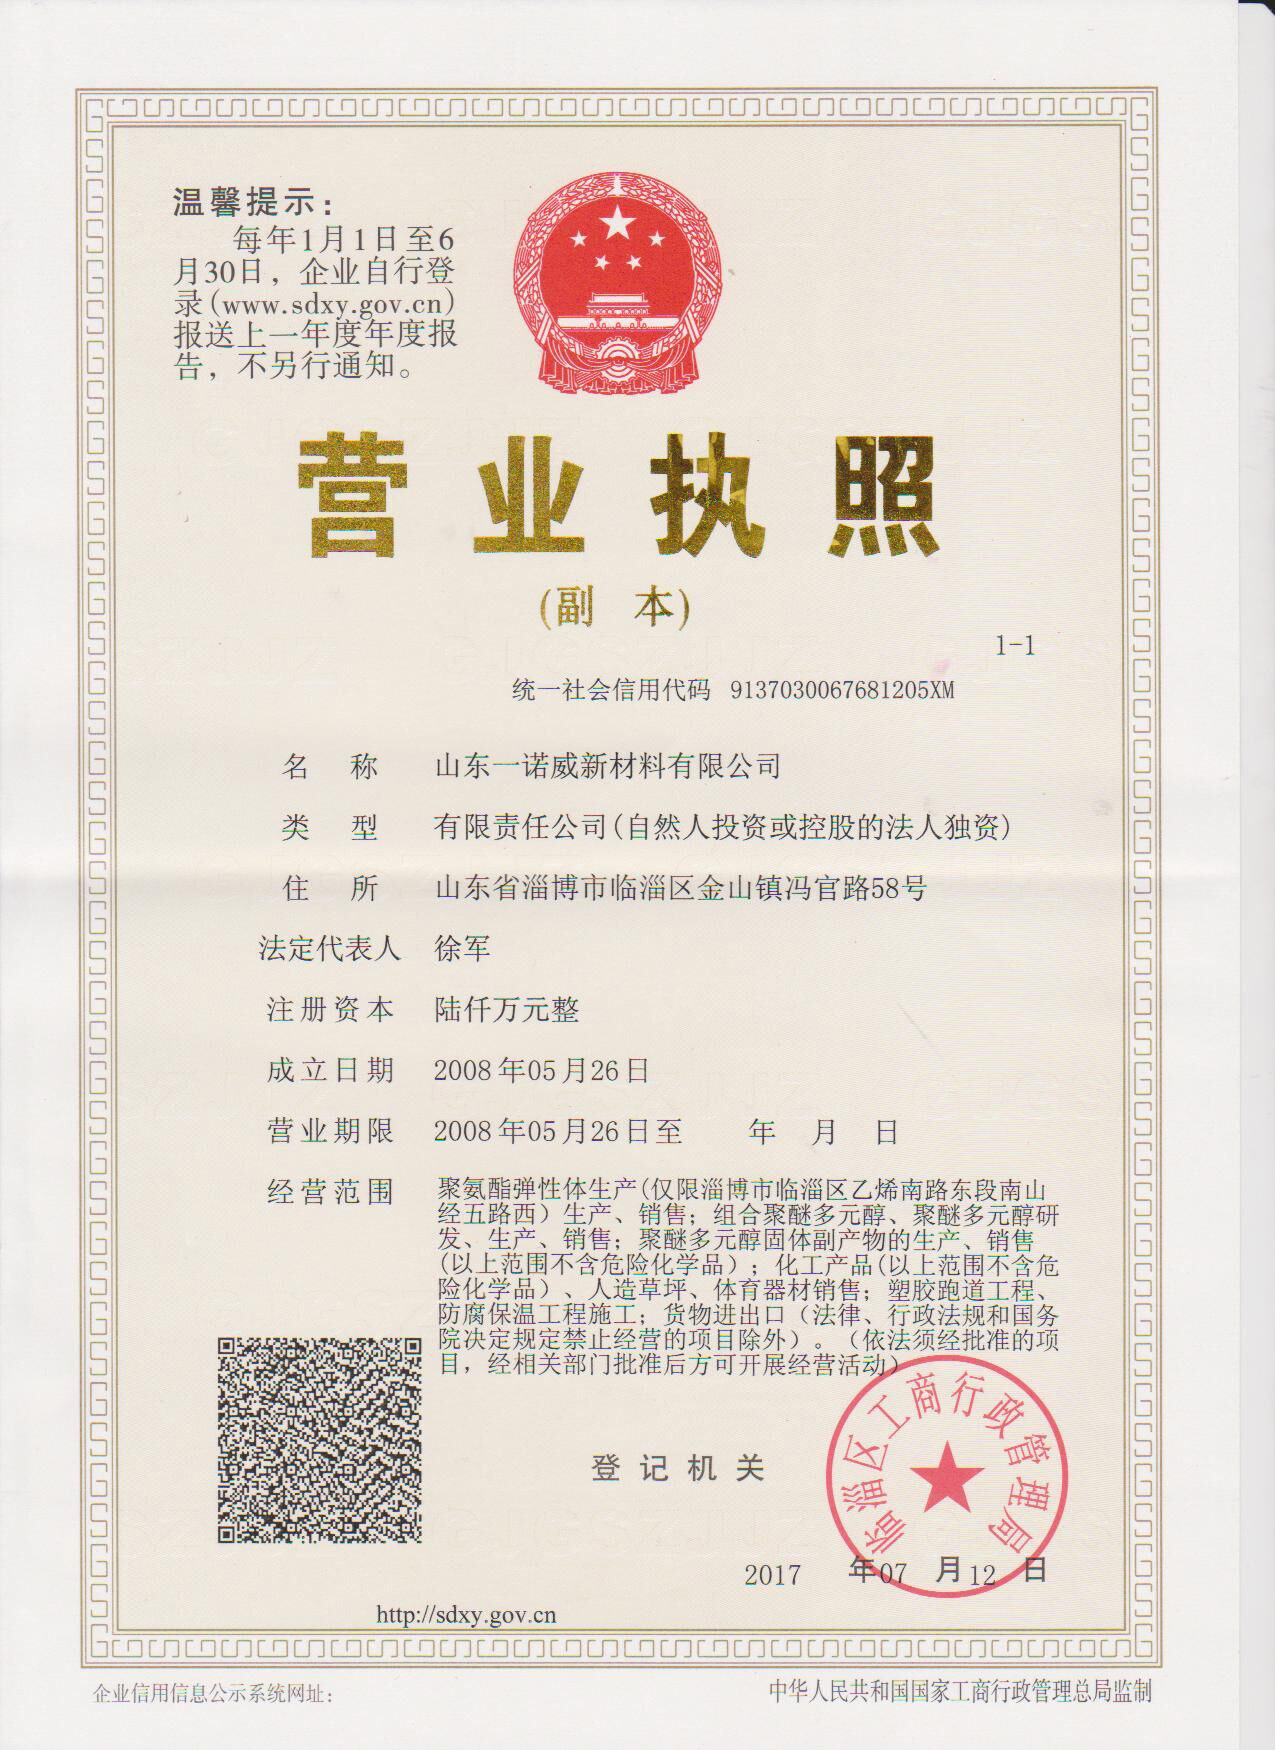 温馨提示：
每年1月1日至6
月30日，企业自行登
录(www.sdxy.gov.cn)
报送上一年度年度报
告，不另行通知。
营业执照
(副 本)
1-1
统一社会信用代码 9137030067681205XM
名 称 山东一诺威新材料有限公司
类 型 有限责任公司(自然人投资或控股的法人独资)
住 所 山东省淄博市临淄区金山镇冯官路58号
法定代表人 徐军
注册资本 陆仟万元整
成立日期 2008年05月26日
营业期限 2008年05月26日至 年 月 日
经营范围 聚氨酯弹性体生产(仅限淄博市临淄区乙烯南路东段南山
经五路西）生产、销售；组合聚醚多元醇、聚醚多元醇研
发、生产、销售；聚醚多元醇固体副产物的生产、销售
(以上范围不含危险化学品）；化工产品(以上范围不含危
险化学品）、人造草坪、体育器材销售；塑胶跑道工程、
防腐保温工程施工；货物进出口（法律、行政法规和国务
院决定规定禁止经营的项目除外）。（依法须经批准的项
目，经相关部门批准后方可开展经营活动）
临淄区工商行政管理局
登记机关
2017 年07 月12 日
http://sdxy.gov.cn
企业信用信息公示系统网址：
中华人民共和国国家工商行政管理总局监制